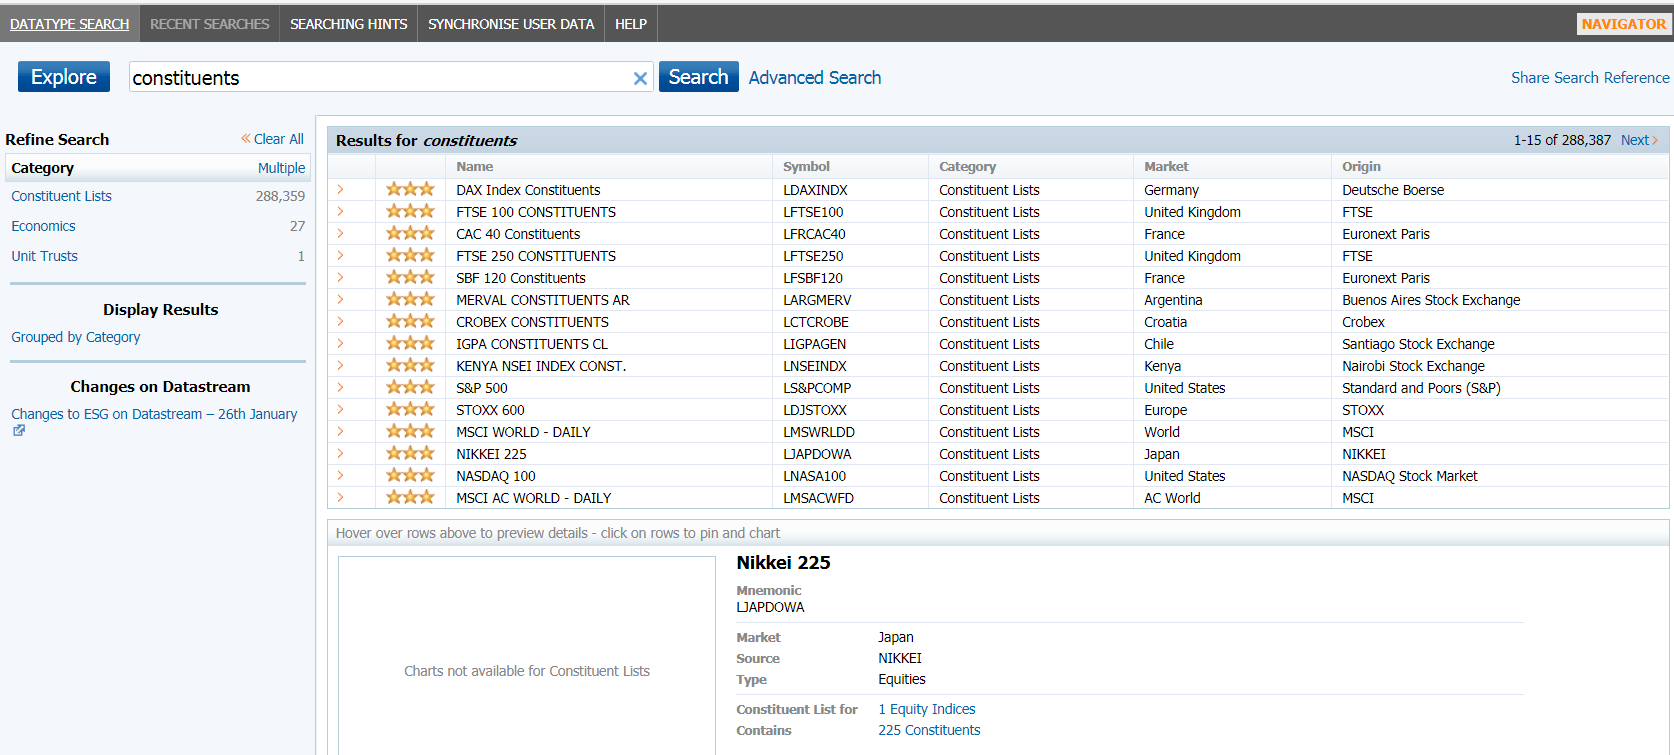 DATATYPE SEARCH RECENT SEARCHES SEARCHING HINTS SYNCHRONISE USER DATA HELP NAVIGATOR
Explore constituents Search Advanced Search Share Search Reference
Refine Search Clear All
Category Multiple
Constituent Lists 288,359
Economics 27
Unit Trusts 1
Display Results
Grouped by Category
Changes on Datastream
Changes to ESG on Datastream – 26th January
Results for constituents 1-15 of 288,387 Next
Name Symbol Category Market Origin
DAX Index Constituents LDAXINDX Constituent Lists Germany Deutsche Boerse
FTSE 100 CONSTITUENTS LFTSE100 Constituent Lists United Kingdom FTSE
CAC 40 Constituents LFRCAC40 Constituent Lists France Euronext Paris
FTSE 250 CONSTITUENTS LFTSE250 Constituent Lists United Kingdom FTSE
SBF 120 Constituents LFSBF120 Constituent Lists France Euronext Paris
MERVAL CONSTITUENTS AR LARGMERV Constituent Lists Argentina Buenos Aires Stock Exchange
CROBEX CONSTITUENTS LCTCROBE Constituent Lists Croatia Crobex
IGPA CONSTITUENTS CL LIGPAGEN Constituent Lists Chile Santiago Stock Exchange
KENYA NSEI INDEX CONST. LNSEINDX Constituent Lists Kenya Nairobi Stock Exchange
S&P 500 LS&PCOMP Constituent Lists United States Standard and Poors (S&P)
STOXX 600 LDJSTOXX Constituent Lists Europe STOXX
MSCI WORLD - DAILY LMSWRLDD Constituent Lists World MSCI
NIKKEI 225 LJAPDOWA Constituent Lists Japan NIKKEI
NASDAQ 100 LNASA100 Constituent Lists United States NASDAQ Stock Market
MSCI AC WORLD - DAILY LMSACWFD Constituent Lists AC World MSCI
Hover over rows above to preview details - click on rows to pin and chart
Charts not available for Constituent Lists
Nikkei 225
Mnemonic
LJAPDOWA
Market Japan
Source NIKKEI
Type Equities
Constituent List for 1 Equity Indices
Contains 225 Constituents